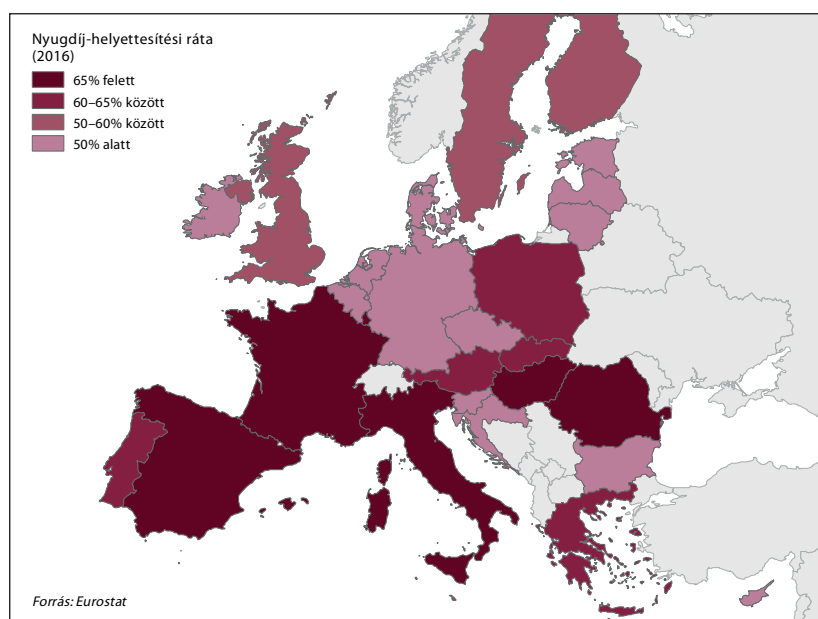 Nyugdíj-helyettesítési ráta
(2016)
65% felett
60–65% között
50–60% között
50% alatt
Forrás: Eurostat